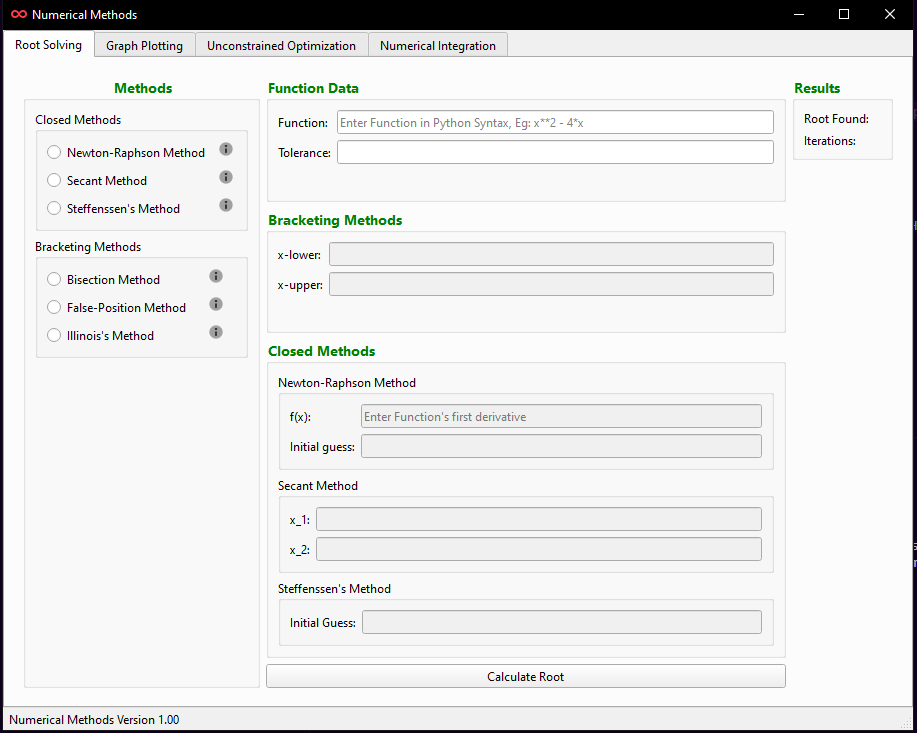 Numerical Methods
Root Solving
Graph Plotting
Unconstrained Optimization
Numerical Integration
Methods
Closed Methods
Newton-Raphson Method
Secant Method
Steffenssen's Method
Bracketing Methods
Bisection Method
False-Position Method
Illinois's Method
Function Data
Function: Enter Function in Python Syntax, Eg: x**2 - 4*x
Tolerance:
Bracketing Methods
x-lower:
x-upper:
Closed Methods
Newton-Raphson Method
f(x): Enter Function's first derivative
Initial guess:
Secant Method
x_1:
x_2:
Steffenssen's Method
Initial Guess:
Calculate Root
Results
Root Found:
Iterations:
Numerical Methods Version 1.00